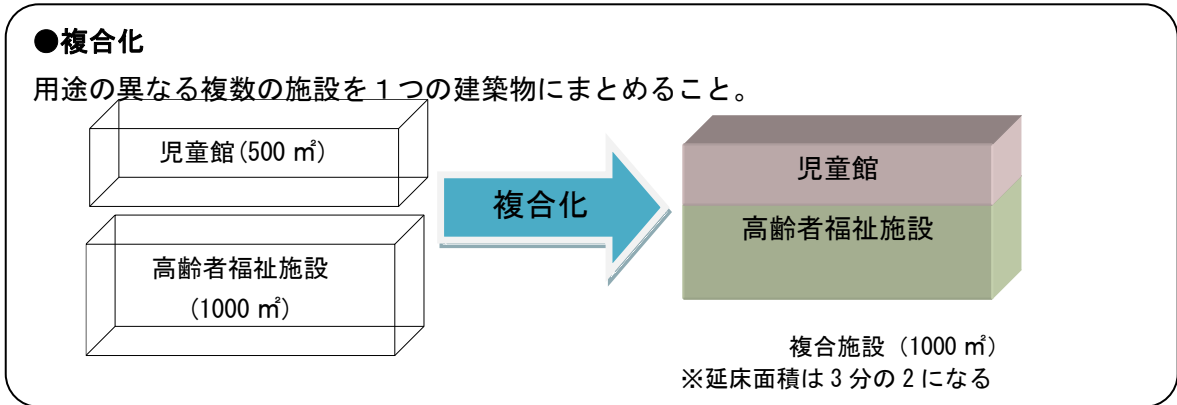 ●複合化
用途の異なる複数の施設を１つの建築物にまとめること。
児童館(500 ㎡)
高齢者福祉施設
(1000 ㎡)
複合化
児童館
高齢者福祉施設
複合施設（1000 ㎡）
※延床面積は 3 分の 2 になる